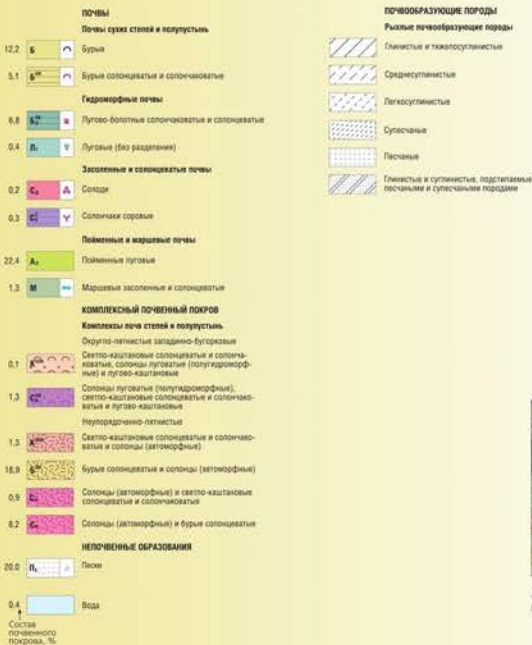 ПОЧВЫ
Почвы сухих степей и полупустынь
12,2 Б Бурые
5,1 Бурые солонцеватые и солончаковатые
Гидроморфные почвы
6,8 Лугово-болотные солончаковатые и солонцеватые
0,4 Луговые (без разделения)
Засоленные и солонцеватые почвы
0,2 Солоди
0,3 Солончаки соровые
Пойменные и маршевые почвы
22,4 Пойменные луговые
1,3 М Маршевые засоленные и солонцеватые
КОМПЛЕКСНЫЙ ПОЧВЕННЫЙ ПОКРОВ
Комплексы почв степей и полупустынь
Округло-пятнистые западинно-бугорковые
0,1 Светло-каштановые солонцеватые и солонча-
коватые, солонцы луговатые (полугидроморф-
ные) и лугово-каштановые
1,3 Солонцы луговатые (полугидроморфные),
светло-каштановые солонцеватые и солончако-
ватые и лугово-каштановые
Неупорядоченно-пятнистые
1,3 Светло-каштановые солонцеватые и солончако-
ватые и солонцы (автоморфные)
18,9 Бурые солонцеватые и солонцы (автоморфные)
0,9 Солонцы (автоморфные) и светло-каштановые
солонцеватые и солончаковатые
8,2 Солонцы (автоморфные) и бурые солонцеватые
НЕПОЧВЕННЫЕ ОБРАЗОВАНИЯ
20,0 Пески
0,4 Вода
Состав
почвенного
покрова, %
ПОЧВООБРАЗУЮЩИЕ ПОРОДЫ
Рыхлые почвообразующие породы
Глинистые и тяжелосуглинистые
Среднесуглинистые
Легкосуглинистые
Супесчаные
Песчаные
Глинистые и суглинистые, подстилаемые
песчаными и супесчаными породами